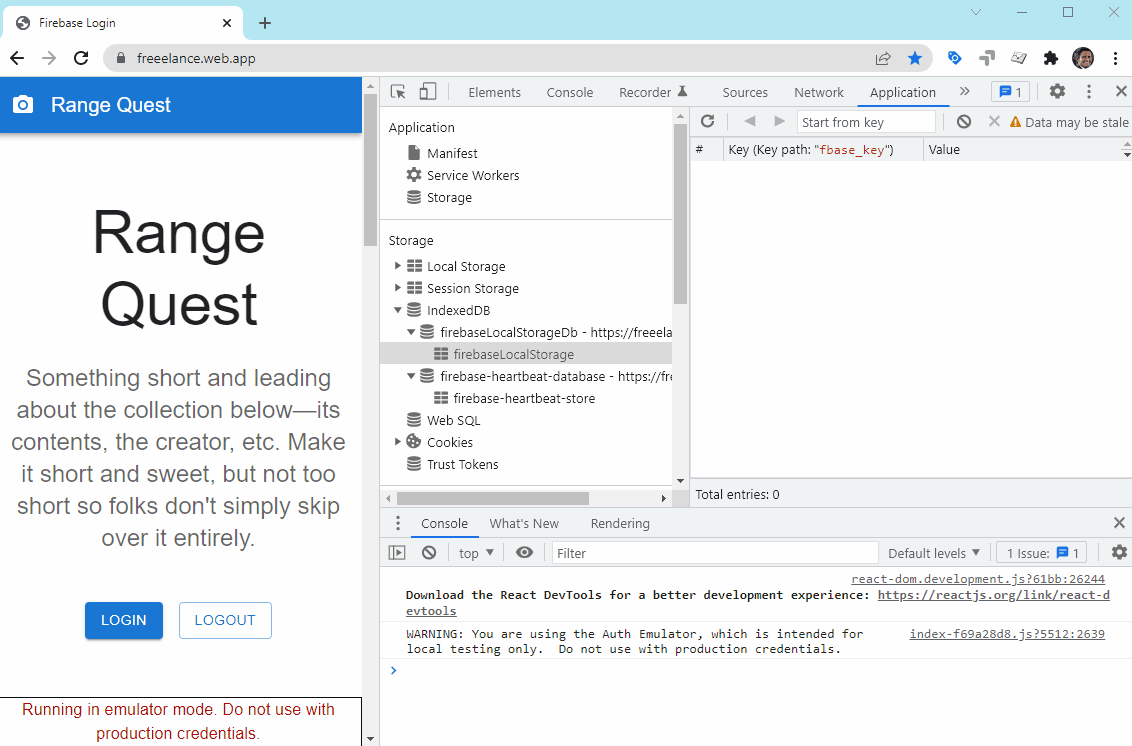 Firebase Login
freeelance.web.app
Range Quest
Range
Quest
Something short and leading
about the collection below—its
contents, the creator, etc. Make
it short and sweet, but not too
short so folks don't simply skip
over it entirely.
LOGIN
LOGOUT
Running in emulator mode. Do not use with
production credentials.
Elements
Console
Recorder
Sources
Network
Application
1
Application
Manifest
Service Workers
Storage
Storage
Local Storage
Session Storage
IndexedDB
firebaseLocalStorageDb - https://freeela
firebaseLocalStorage
firebase-heartbeat-database - https://fre
firebase-heartbeat-store
Web SQL
Cookies
Trust Tokens
Start from key
Data may be stale
# Key (Key path: "fbase_key") Value
Total entries: 0
Console
What's New
Rendering
top
Filter
Default levels
1 Issue: 1
react-dom.development.js?61bb:26244
Download the React DevTools for a better development experience: https://reactjs.org/link/react-d
evtools
WARNING: You are using the Auth Emulator, which is intended for index-f69a28d8.js?5512:2639
local testing only. Do not use with production credentials.